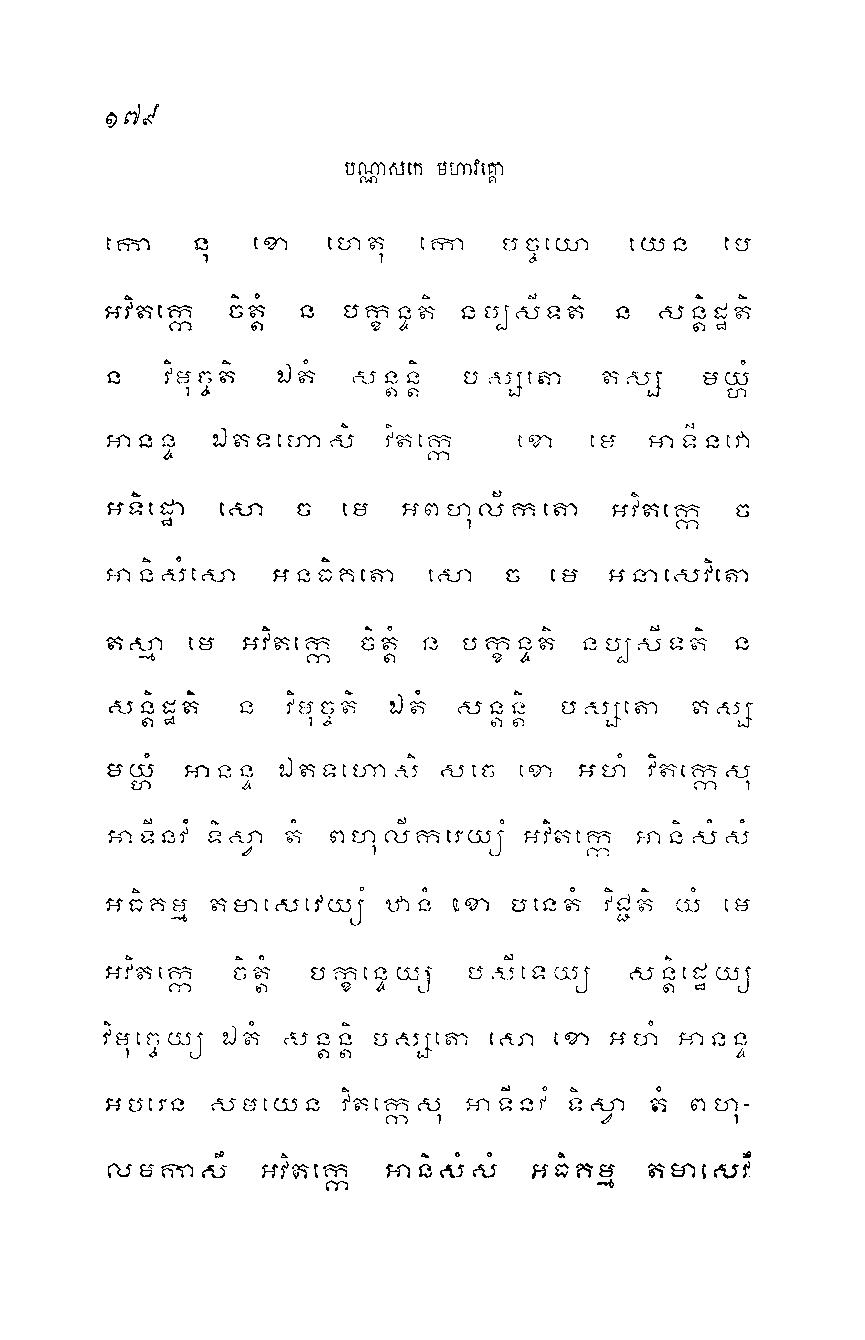 ១៧៩
បណ្ណាសកេ មហាវគ្គោ
កោ នុ ខោ ហេតុ កោ បច្ចយោ យេន មេ
អវិតក្កេ ចិត្តំ ន បក្ខន្ទតិ នប្បសីទតិ ន សន្តិដ្ឋតិ
ន វិមុច្ចតិ ឯតំ សន្តន្តិ បស្សតោ តស្ស មយ្ហំ
អានន្ទ ឯតទហោសិ វិតក្កេ ខោ មេ អាទីនវោ
អទិដ្ឋោ សោ ច មេ អពហុលីកតោ អវិតក្កេ ច
អានិសំសោ អនធិគតោ សោ ច មេ អនាសេវិតោ
តស្មា មេ អវិតក្កេ ចិត្តំ ន បក្ខន្ទតិ នប្បសីទតិ ន
សន្តិដ្ឋតិ ន វិមុច្ចតិ ឯតំ សន្តន្តិ បស្សតោ តស្ស
មយ្ហំ អានន្ទ ឯតទហោសិ សចេ ខោ អហំ វិតក្កេសុ
អាទីនវំ ទិស្វា តំ ពហុលីករេយ្យំ អវិតក្កេ អានិសំសំ
អធិគម្ម តមាសេវេយ្យំ ឋានំ ខោ បនេតំ វិជ្ជតិ យំ មេ
អវិតក្កេ ចិត្តំ បក្ខន្ទេយ្យ បសីទេយ្យ សន្តិដ្ឋេយ្យ
វិមុច្ចេយ្យ ឯតំ សន្តន្តិ បស្សតោ សោ ខោ អហំ អានន្ទ
អបរេន សមយេន វិតក្កេសុ អាទីនវំ ទិស្វា តំ ពហុ-
លមកាសឹ អវិតក្កេ អានិសំសំ អធិគម្ម តមាសេវឹ